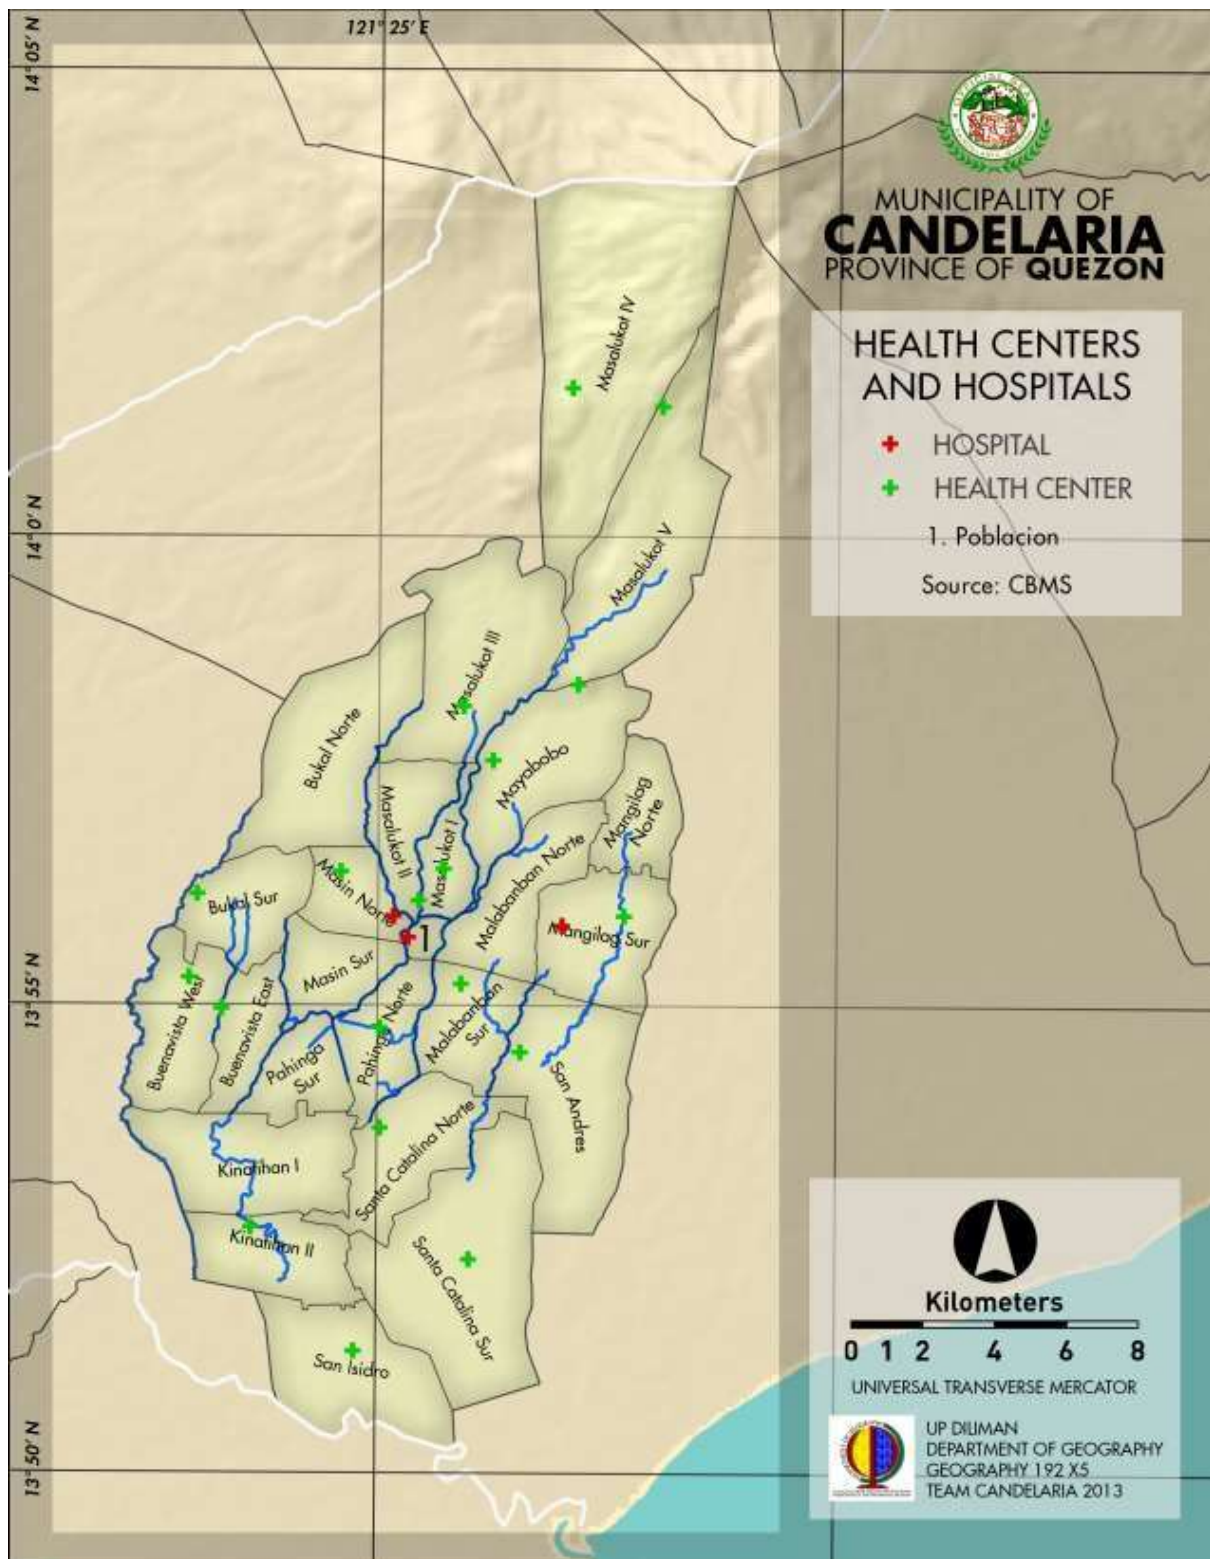 121° 25' E
14° 05' N
14° 0' N
13° 55' N
13° 50' N
MUNICIPALITY OF
CANDELARIA
PROVINCE OF QUEZON
HEALTH CENTERS
AND HOSPITALS
HOSPITAL
HEALTH CENTER
1. Poblacion
Source: CBMS
Masalukot IV
Masalukot V
Masalukot III
Bukal Norte
Mayabobo
Mangilag
Norte
Masalukot II
Masalukot I
Malabanban Norte
Masin Norte
Bukal Sur
1
Mangilag Sur
Masin Sur
Buenavista West
Buenavista East
Pahinga Norte
Malabanban
Sur
Pahinga
Sur
San Andres
Santa Catalina Norte
Kinatihan I
Kinatihan II
Santa Catalina Sur
San Isidro
Kilometers
0 1 2 4 6 8
UNIVERSAL TRANSVERSE MERCATOR
UP DILIMAN
DEPARTMENT OF GEOGRAPHY
GEOGRAPHY 192 X5
TEAM CANDELARIA 2013